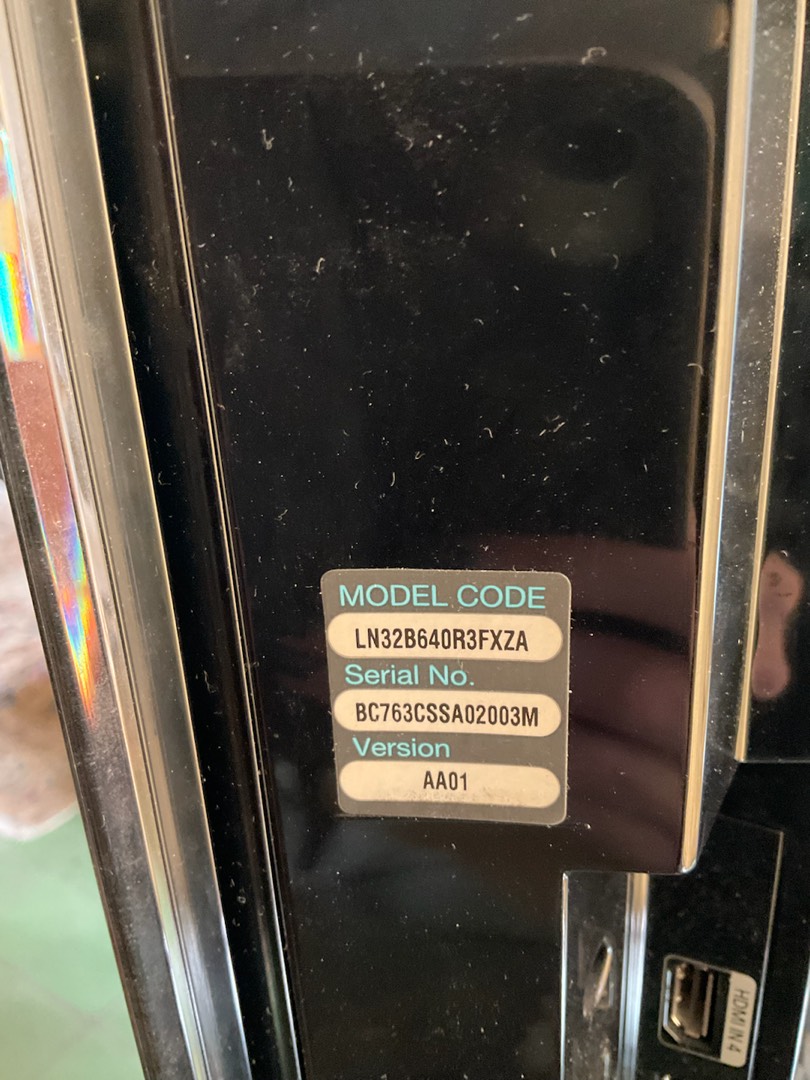 MODEL CODE
LN32B640R3FXZA
Serial No.
BC763CSSA02003M
Version
AA01
HDMI IN 4